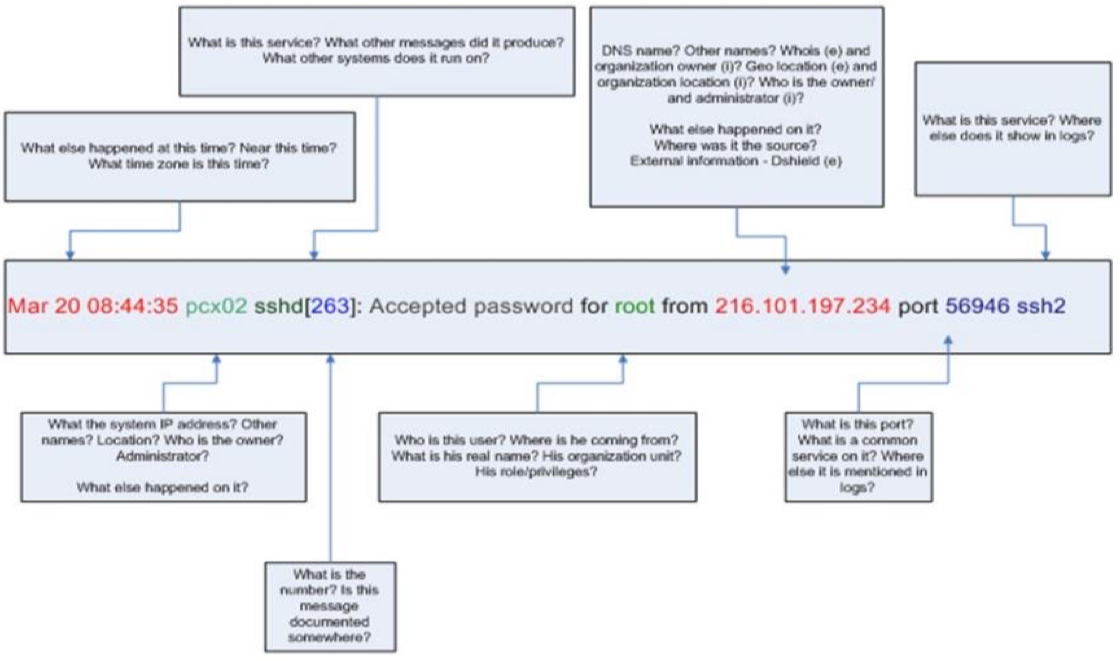 What is this service? What other messages did it produce?
What other systems does it run on?
DNS name? Other names? Whois (e) and
organization owner (i)? Geo location (e) and
organization location (i)? Who is the owner/
and administrator (i)?
What else happened on it?
Where was it the source?
External information - Dshield (e)
What is this service? Where
else does it show in logs?
What else happened at this time? Near this time?
What time zone is this time?
Mar 20 08:44:35 pcx02 sshd[263]: Accepted password for root from 216.101.197.234 port 56946 ssh2
What the system IP address? Other
names? Location? Who is the owner?
Administrator?
What else happened on it?
Who is this user? Where is he coming from?
What is his real name? His organization unit?
His role/privileges?
What is this port?
What is a common
service on it? Where
else it is mentioned in
logs?
What is the
number? Is this
message
documented
somewhere?